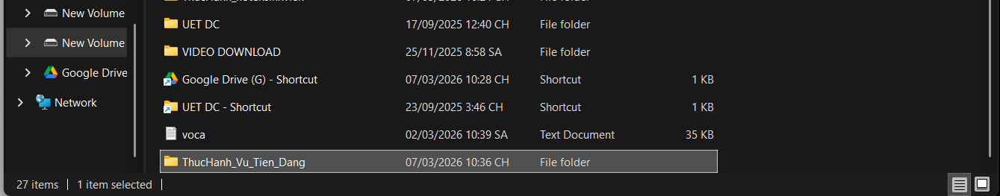 New Volume
New Volume
Google Drive
Network
UET DC 17/09/2025 12:40 CH File folder
VIDEO DOWNLOAD 25/11/2025 8:58 SA File folder
Google Drive (G) - Shortcut 07/03/2026 10:28 CH Shortcut 1 KB
UET DC - Shortcut 23/09/2025 3:46 CH Shortcut 1 KB
voca 02/03/2026 10:39 SA Text Document 35 KB
ThucHanh_Vu_Tien_Dang 07/03/2026 10:36 CH File folder
27 items 1 item selected